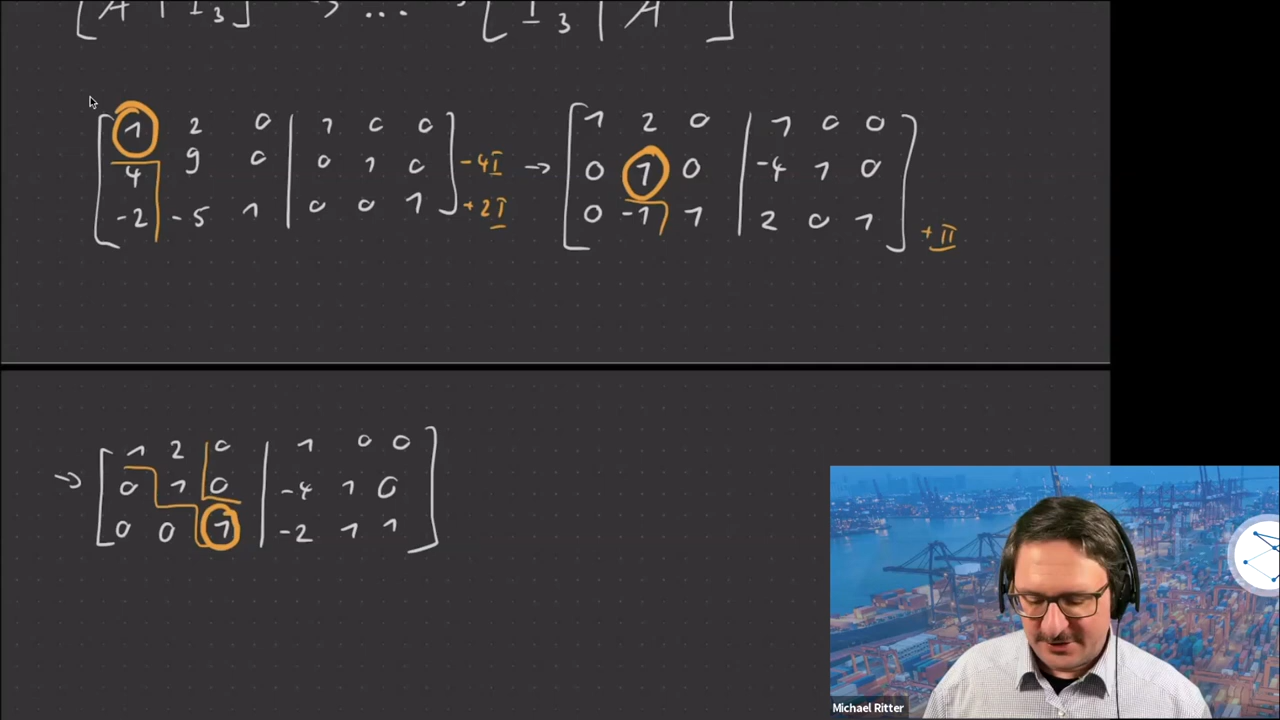 [A | I₃] → ... [I₃ | A ]
[1 2 0 | 1 0 0] → [1 2 0 | 1 0 0]
[4 9 0 | 0 1 0] -4I [0 1 0 | -4 1 0]
[-2 -5 1 | 0 0 1] +2I [0 -1 1 | 2 0 1] +II
→ [1 2 0 | 1 0 0]
[0 1 0 | -4 1 0]
[0 0 1 | -2 1 1]
Michael Ritter